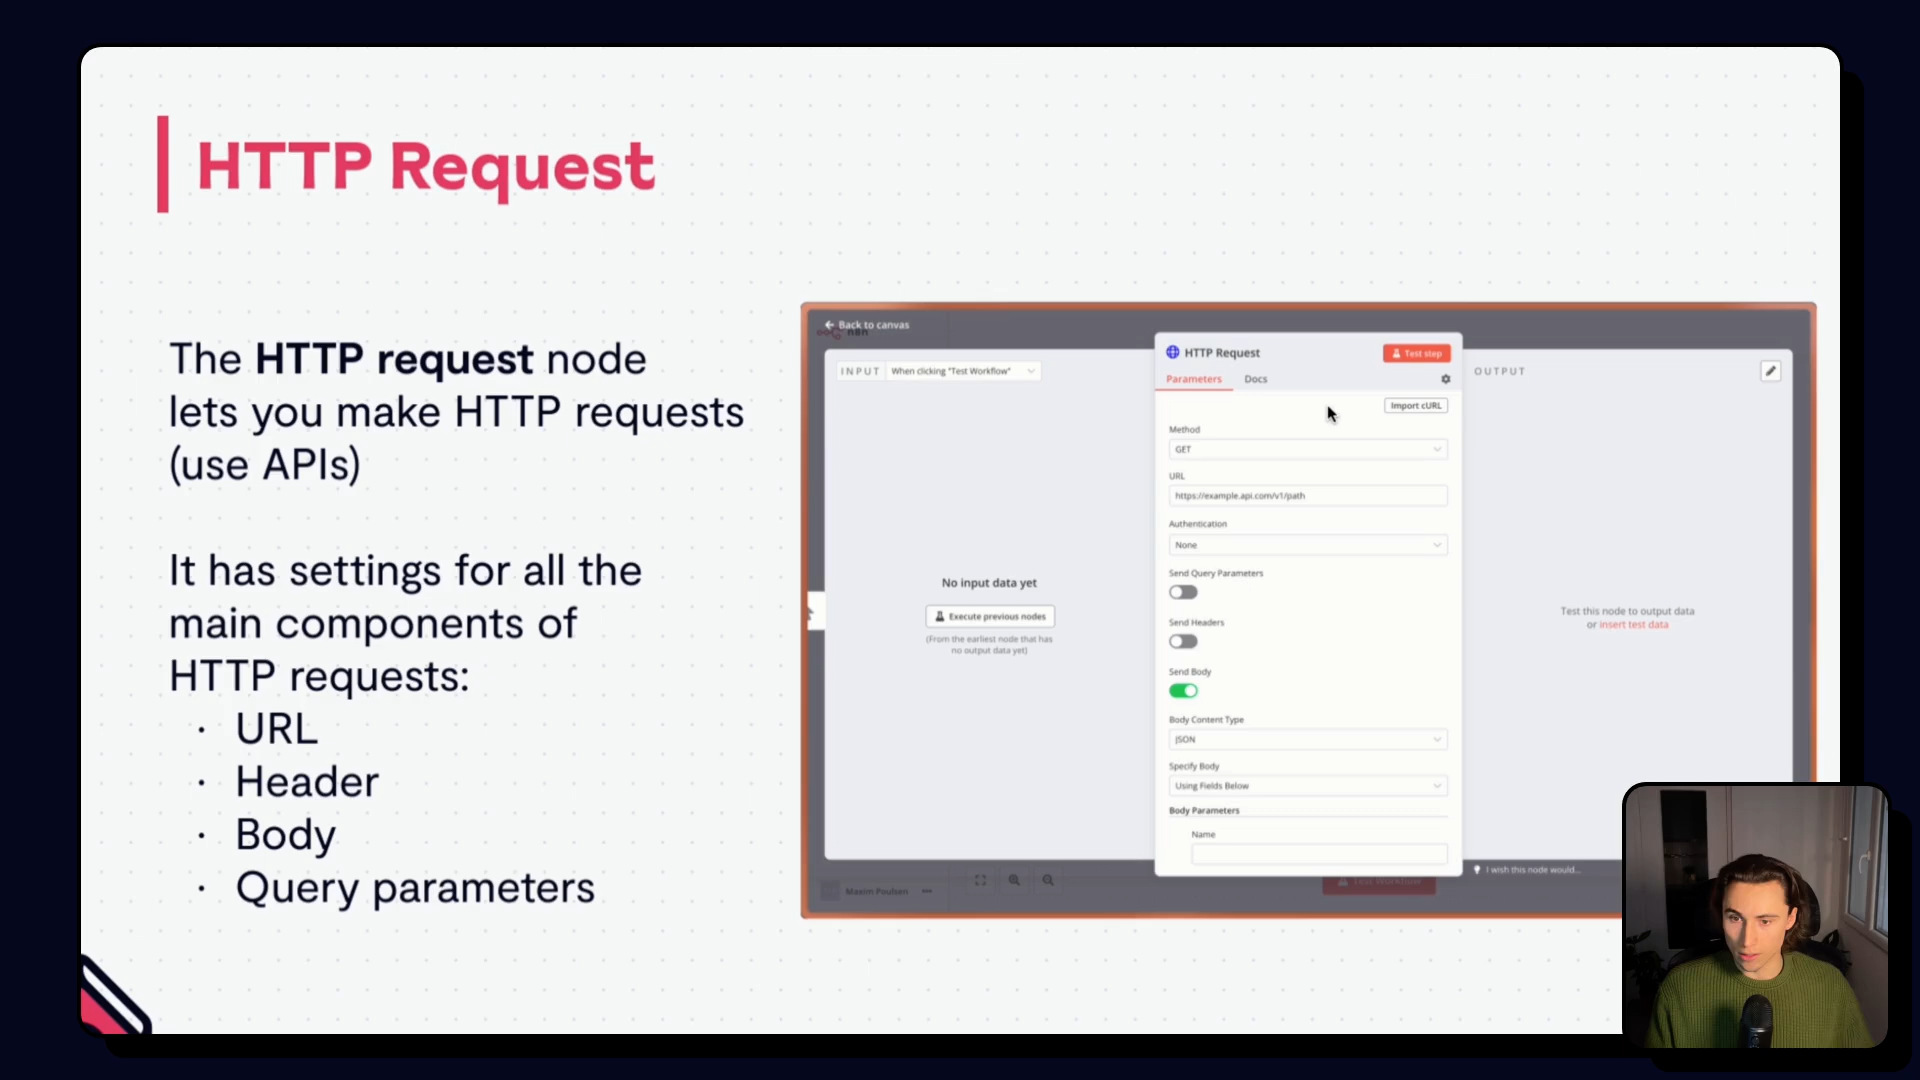 HTTP Request
The HTTP request node
lets you make HTTP requests
(use APIs)
It has settings for all the
main components of
HTTP requests:
· URL
· Header
· Body
· Query parameters
Back to canvas
n8n
INPUT When clicking "Test Workflow"
No input data yet
Execute previous nodes
(From the earliest node that has
no output data yet)
HTTP Request
Test step
Parameters Docs
Import cURL
Method
GET
URL
https://example.api.com/v1/path
Authentication
None
Send Query Parameters
Send Headers
Send Body
Body Content Type
JSON
Specify Body
Using Fields Below
Body Parameters
Name
OUTPUT
Test this node to output data
or insert test data
I wish this node would...
Maxim Poulsen
Test Workflow